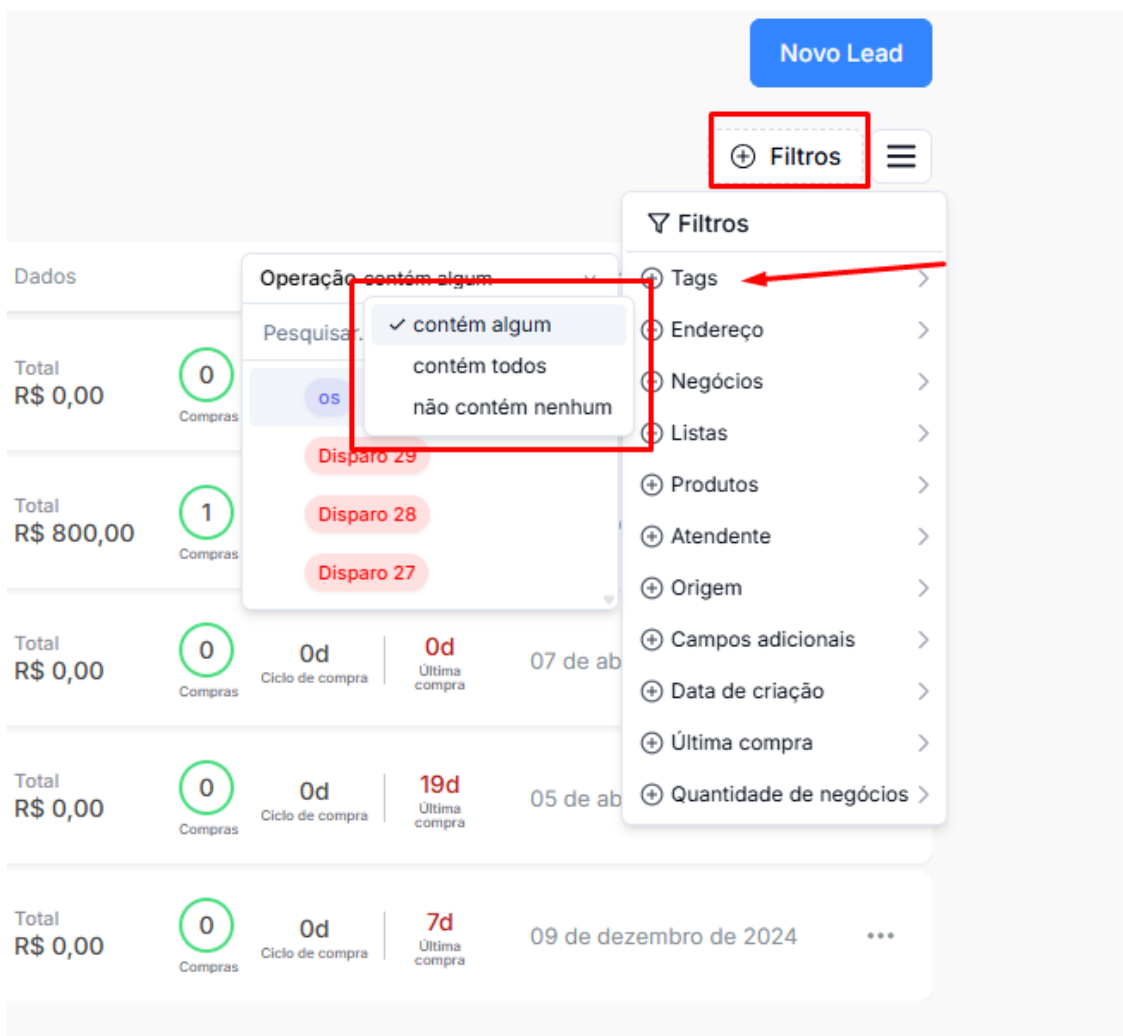 Novo Lead
Filtros
Filtros
Tags
Endereço
Negócios
Listas
Produtos
Atendente
Origem
Campos adicionais
Data de criação
Última compra
Quantidade de negócios
Operação contém algum
Pesquisar.
contém algum
contém todos
não contém nenhum
os
Disparo 29
Disparo 28
Disparo 27
Dados
Total
R$ 0,00
0
Compras
Total
R$ 800,00
1
Compras
Total
R$ 0,00
0
Compras
0d
Ciclo de compra
0d
Última
compra
07 de ab
Total
R$ 0,00
0
Compras
0d
Ciclo de compra
19d
Última
compra
05 de ab
Total
R$ 0,00
0
Compras
0d
Ciclo de compra
7d
Última
compra
09 de dezembro de 2024